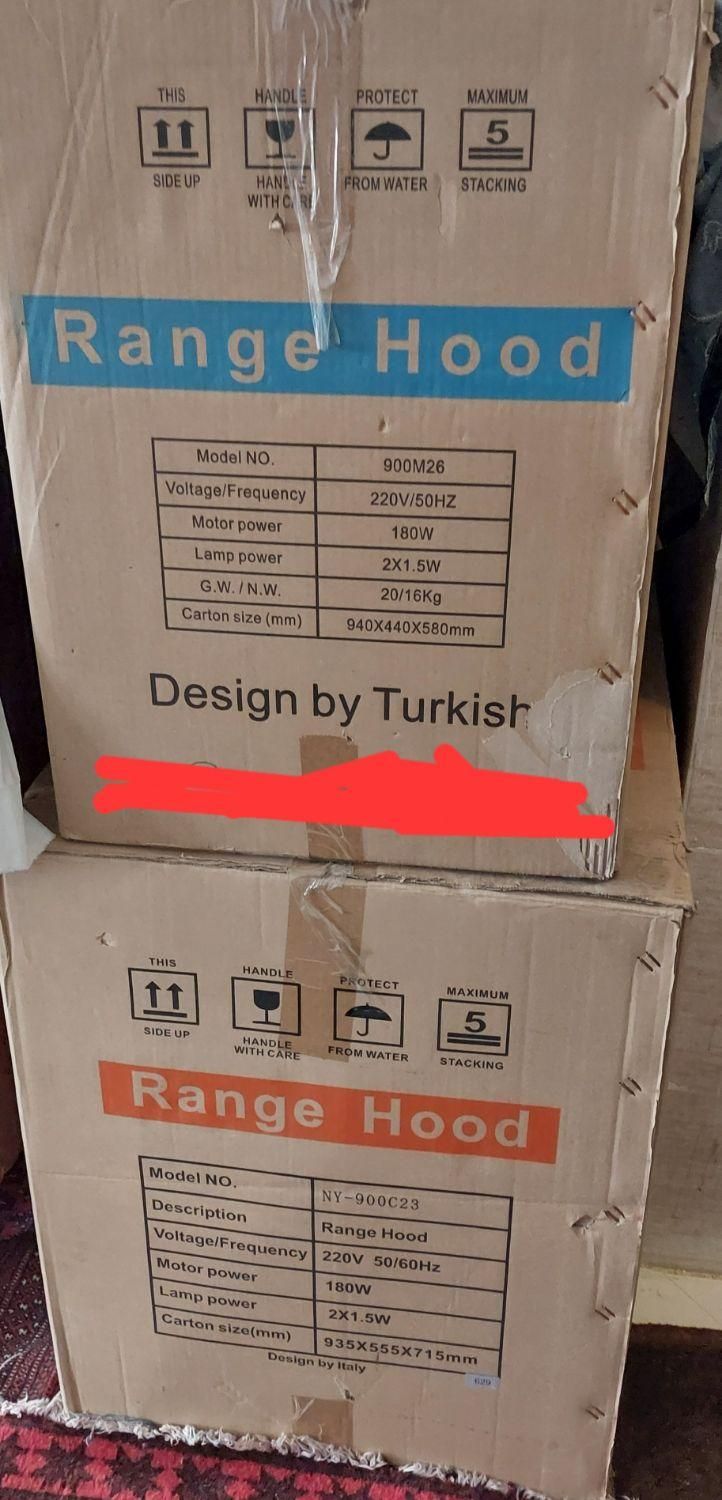 THIS HANDLE PROTECT MAXIMUM
5
SIDE UP HANDLE FROM WATER STACKING
WITH CARE
Range Hood
Model NO. 900M26
Voltage/Frequency 220V/50HZ
Motor power 180W
Lamp power 2X1.5W
G.W. / N.W. 20/16Kg
Carton size (mm) 940X440X580mm
Design by Turkish
THIS HANDLE PROTECT MAXIMUM
5
SIDE UP HANDLE FROM WATER STACKING
WITH CARE
Range Hood
Model NO. NY-900C23
Description Range Hood
Voltage/Frequency 220V 50/60Hz
Motor power 180W
Lamp power 2X1.5W
Carton size(mm) 935X555X715mm
Design by Italy
629